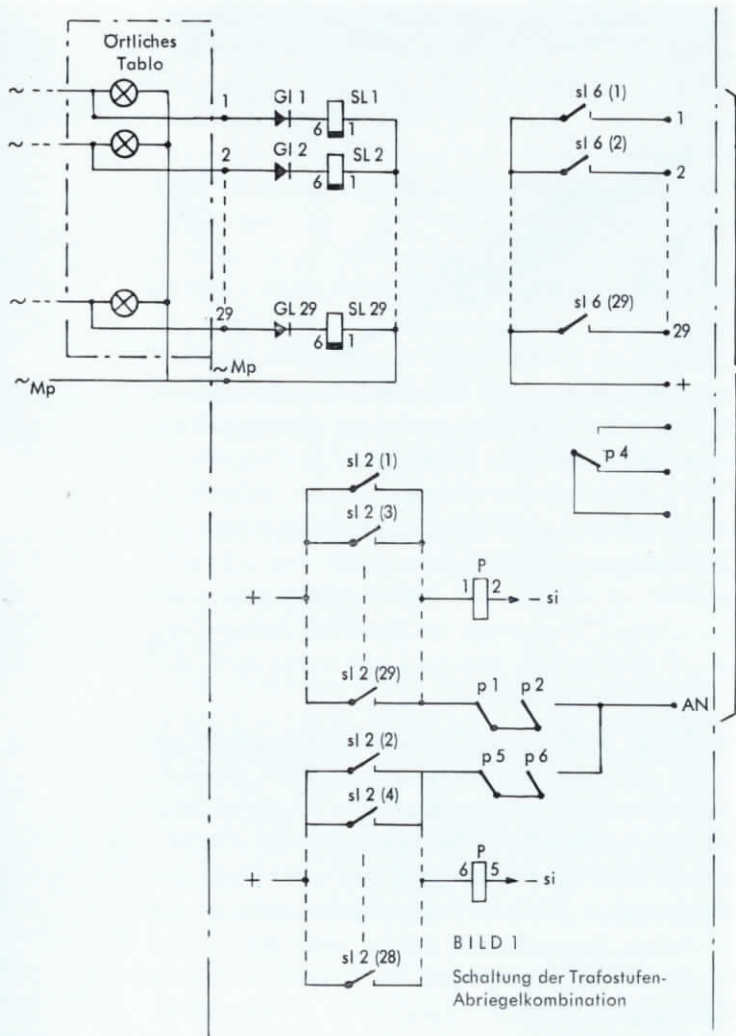 Örtliches
Tablo
~
1 GI 1 SL 1
6 1
sl 6 (1)
1
~
2 GI 2 SL 2
6 1
sl 6 (2)
2
~
29 GL 29 SL 29
6 1
sl 6 (29)
29
~Mp
~Mp
+
p 4
sl 2 (1)
sl 2 (3)
P
+ 1 2 – si
sl 2 (29)
p 1 p 2
AN
sl 2 (2)
p 5 p 6
sl 2 (4)
P
+ 6 5 – si
sl 2 (28)
BILD 1
Schaltung der Trafostufen-
Abriegelkombination